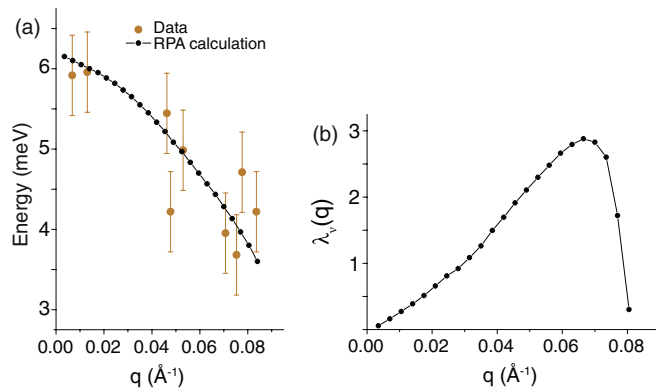 (a)
Data
RPA calculation
6
5
4
3
Energy (meV)
0.00 0.02 0.04 0.06 0.08
q (Å⁻¹)
(b)
3
2
1
λᵥ(q)
0.00 0.02 0.04 0.06 0.08
q (Å⁻¹)